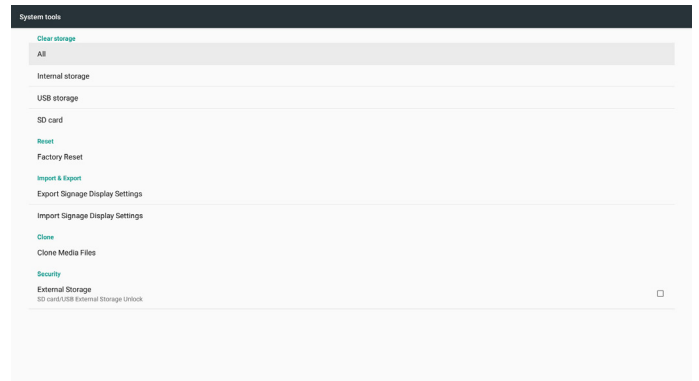 System tools
Clear storage
All
Internal storage
USB storage
SD card
Reset
Factory Reset
Import & Export
Export Signage Display Settings
Import Signage Display Settings
Clone
Clone Media Files
Security
External Storage
SD card/USB External Storage Unlock